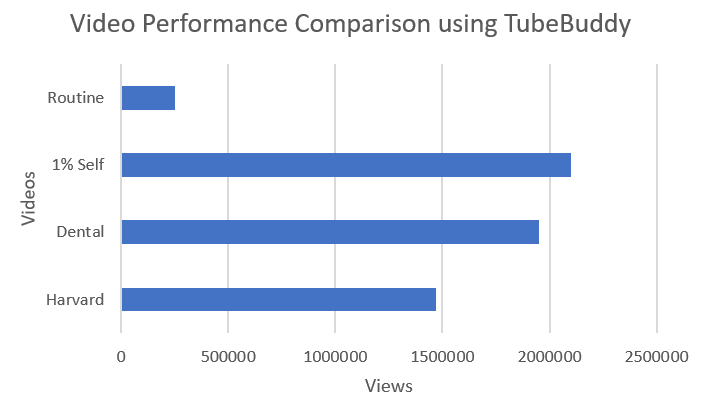 Video Performance Comparison using TubeBuddy
Routine
1% Self
Dental
Harvard
Videos
0 500000 1000000 1500000 2000000 2500000
Views